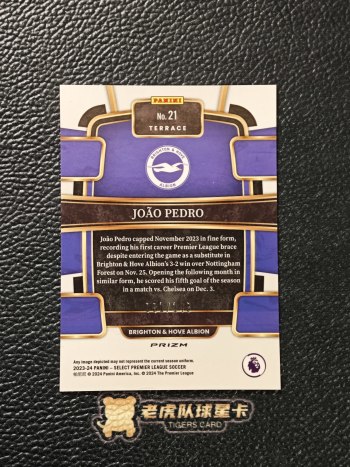 PANINI
No. 21
TERRACE
BRIGHTON & HOVE
ALBION
JOÃO PEDRO
João Pedro capped November 2023 in fine form,
recording his first career Premier League brace
despite entering the game as a substitute in
Brighton & Hove Albion's 3-2 win over Nottingham
Forest on Nov. 25. Opening the following month in
similar form, he scored his fifth goal of the season
in a match vs. Chelsea on Dec. 3.
BRIGHTON & HOVE ALBION
PRIZM
Any image depicted may not represent the current season uniform.
2023-24 PANINI – SELECT PREMIER LEAGUE SOCCER
© 2024 Panini America, Inc. © 2024 The Premier League
老虎队球星卡
TIGERS CARD